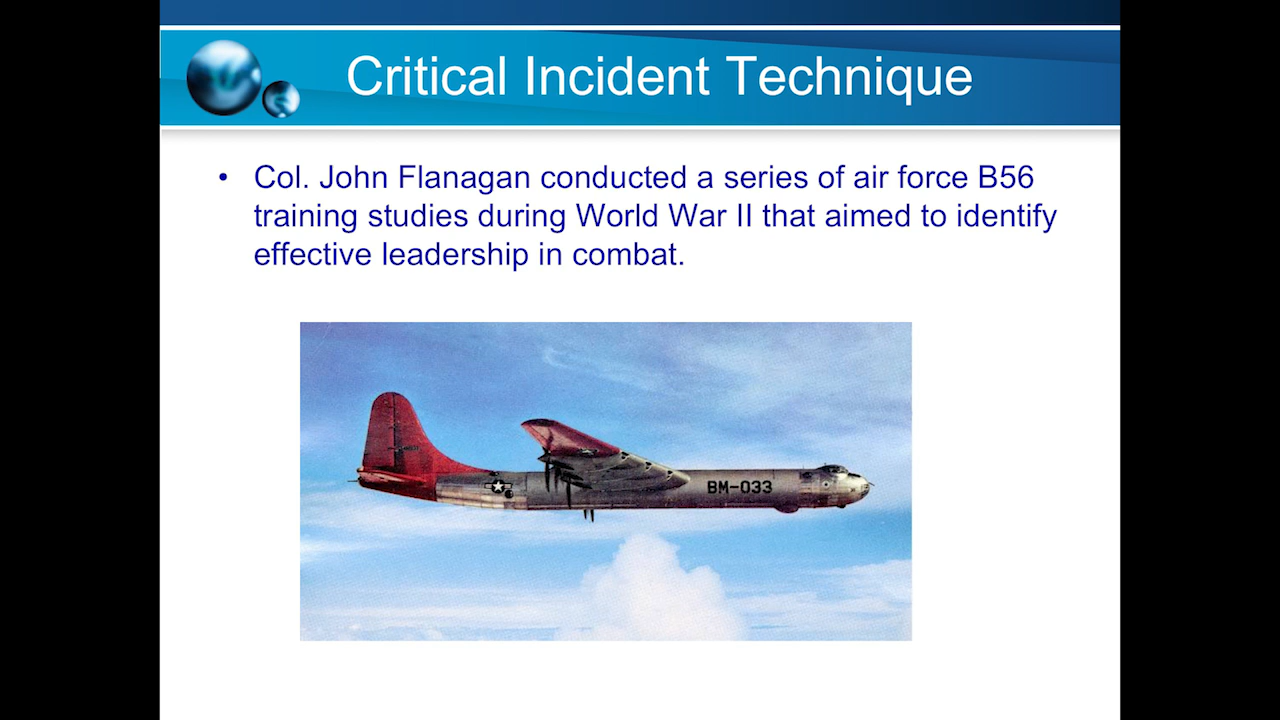 Critical Incident Technique
• Col. John Flanagan conducted a series of air force B56
training studies during World War II that aimed to identify
effective leadership in combat.
BM-033